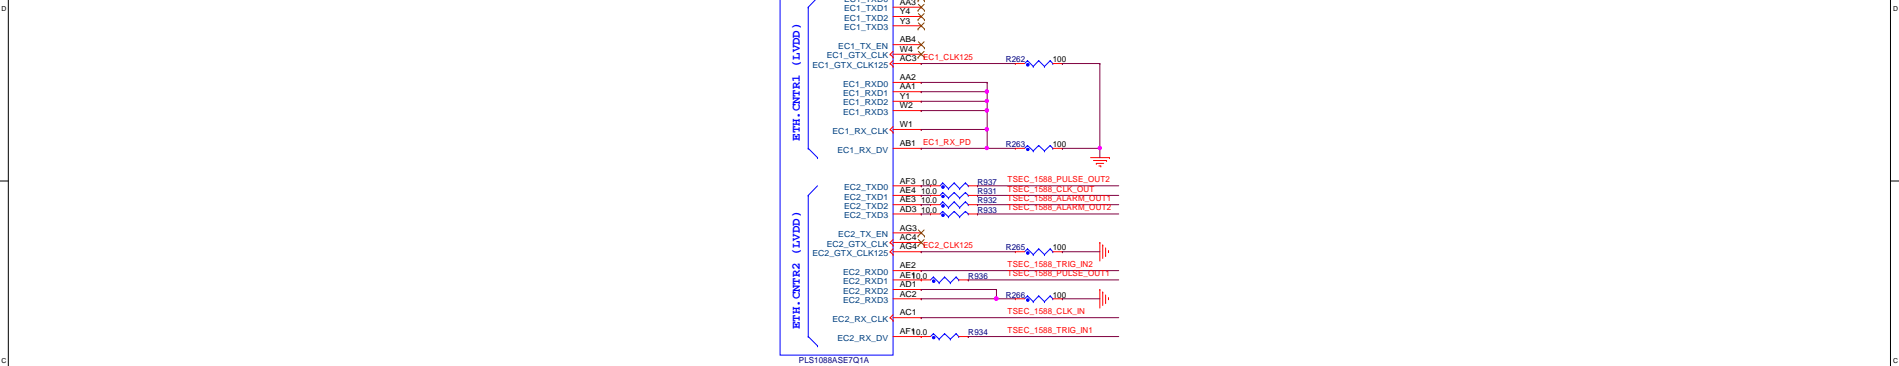 D
D
EC1_TXD1 AA3
EC1_TXD2 Y4
EC1_TXD3 Y3
EC1_TX_EN AB4
EC1_GTX_CLK W4
EC1_GTX_CLK125 AC3 EC1_CLK125 R262 100
EC1_RXD0 AA2
EC1_RXD1 AA1
EC1_RXD2 Y1
EC1_RXD3 W2
EC1_RX_CLK W1
EC1_RX_DV AB1 EC1_RX_PD R263 100
ETH.CNTR1 (LVDD)
EC2_TXD0 AF3 10.0 R937 TSEC_1588_PULSE_OUT2
EC2_TXD1 AE4 10.0 R931 TSEC_1588_CLK_OUT
EC2_TXD2 AE3 10.0 R932 TSEC_1588_ALARM_OUT1
EC2_TXD3 AD3 10.0 R933 TSEC_1588_ALARM_OUT2
EC2_TX_EN AG3
EC2_GTX_CLK AC4
EC2_GTX_CLK125 AG4 EC2_CLK125 R265 100
EC2_RXD0 AE2 TSEC_1588_TRIG_IN2
EC2_RXD1 AE1 10.0 R936 TSEC_1588_PULSE_OUT1
EC2_RXD2 AD1
EC2_RXD3 AC2 R266 100
EC2_RX_CLK AC1 TSEC_1588_CLK_IN
EC2_RX_DV AF1 10.0 R934 TSEC_1588_TRIG_IN1
ETH.CNTR2 (LVDD)
PLS1088ASE7Q1A
C
C